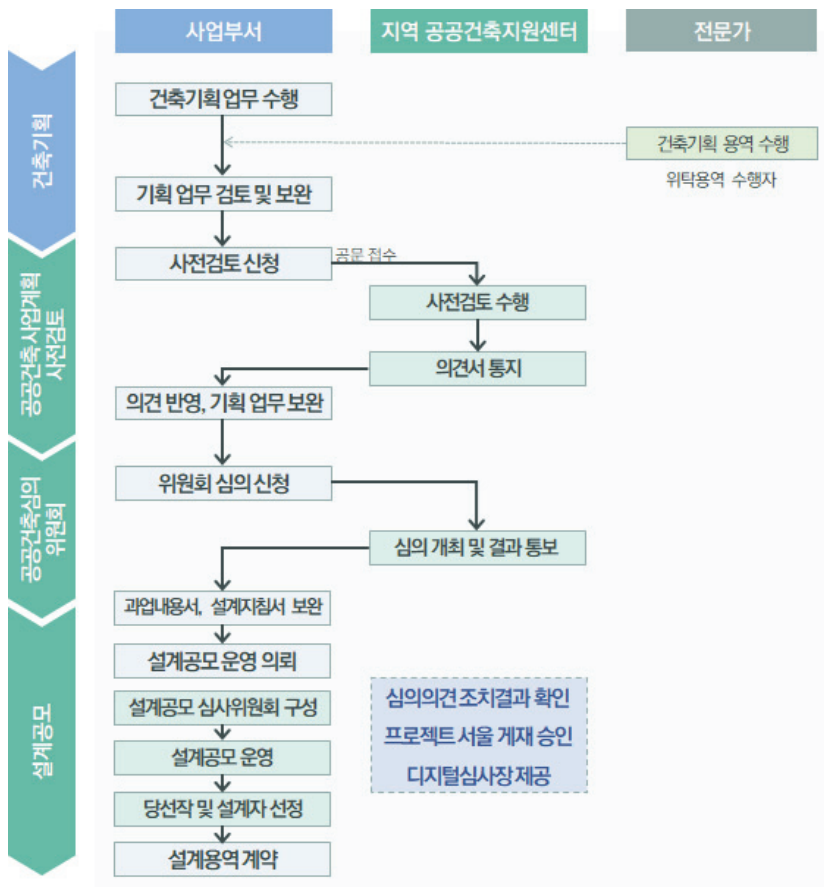 사업부서
지역 공공건축지원센터
전문가
건축기획
건축기획 업무 수행
건축기획 용역 수행
위탁용역 수행자
기획 업무 검토 및 보완
공공건축 사업계획
사전검토
사전검토 신청
공문 접수
사전검토 수행
의견서 통지
의견 반영, 기획 업무 보완
공공건축심의
위원회
위원회 심의 신청
심의 개최 및 결과 통보
설계공모
과업내용서, 설계지침서 보완
설계공모 운영 의뢰
설계공모 심사위원회 구성
설계공모 운영
당선작 및 설계자 선정
설계용역 계약
심의의견 조치결과 확인
프로젝트 서울 게재 승인
디지털심사장 제공